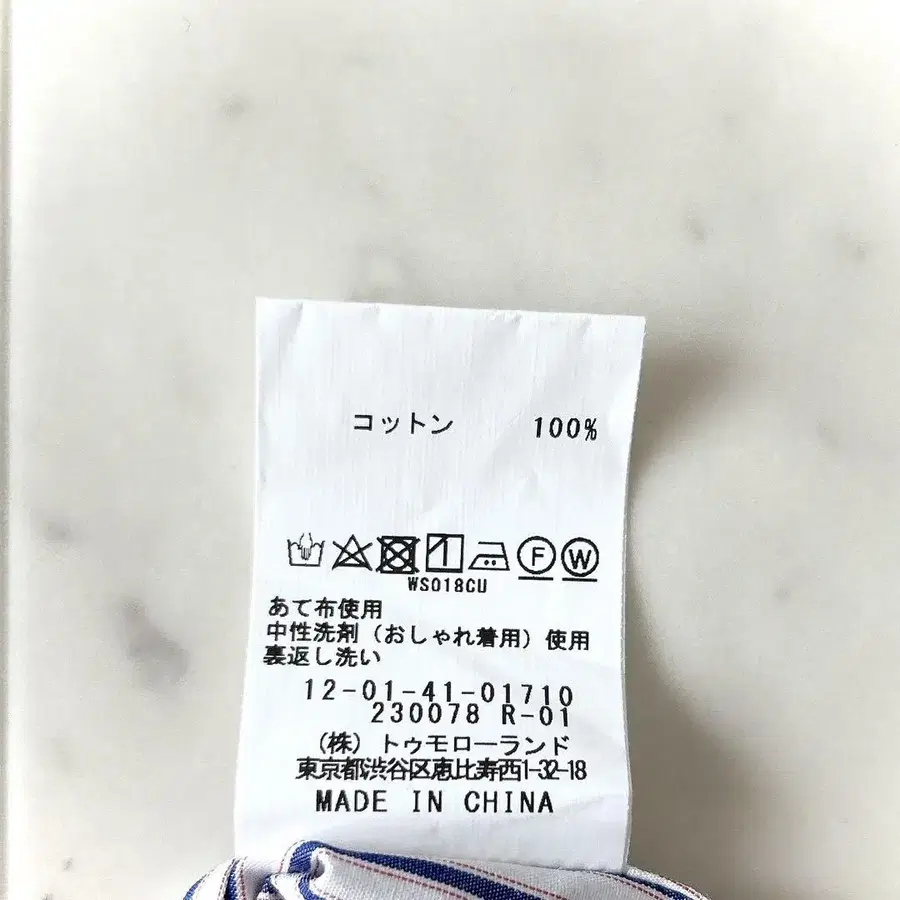 コットン 100%
F W
WS018CU
あて布使用
中性洗剤（おしゃれ着用）使用
裏返し洗い
12-01-41-01710
230078 R-01
（株）トゥモローランド
東京都渋谷区恵比寿西1-32-18
MADE IN CHINA